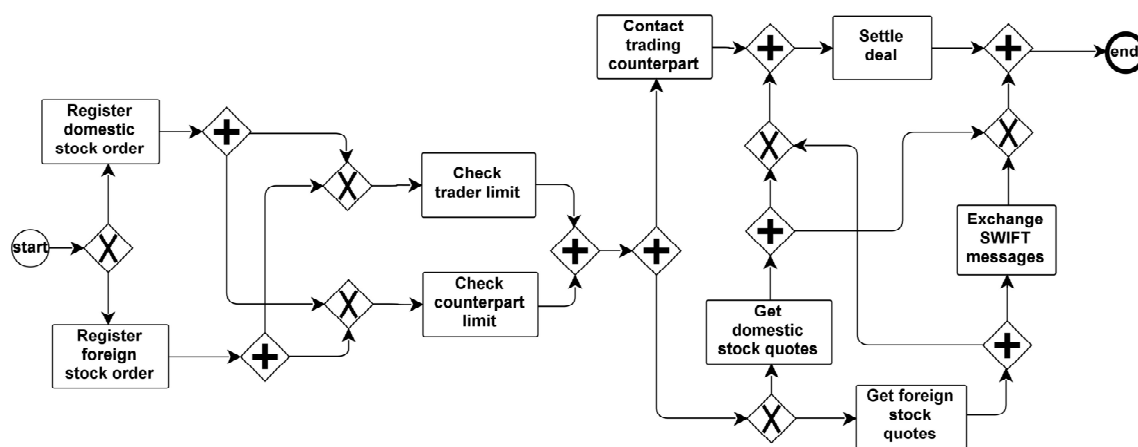 Contact
trading
counterpart
Settle
deal
end
Register
domestic
stock order
Check
trader limit
start
Exchange
SWIFT
messages
Check
counterpart
limit
Get
domestic
stock quotes
Register
foreign
stock order
Get foreign
stock
quotes